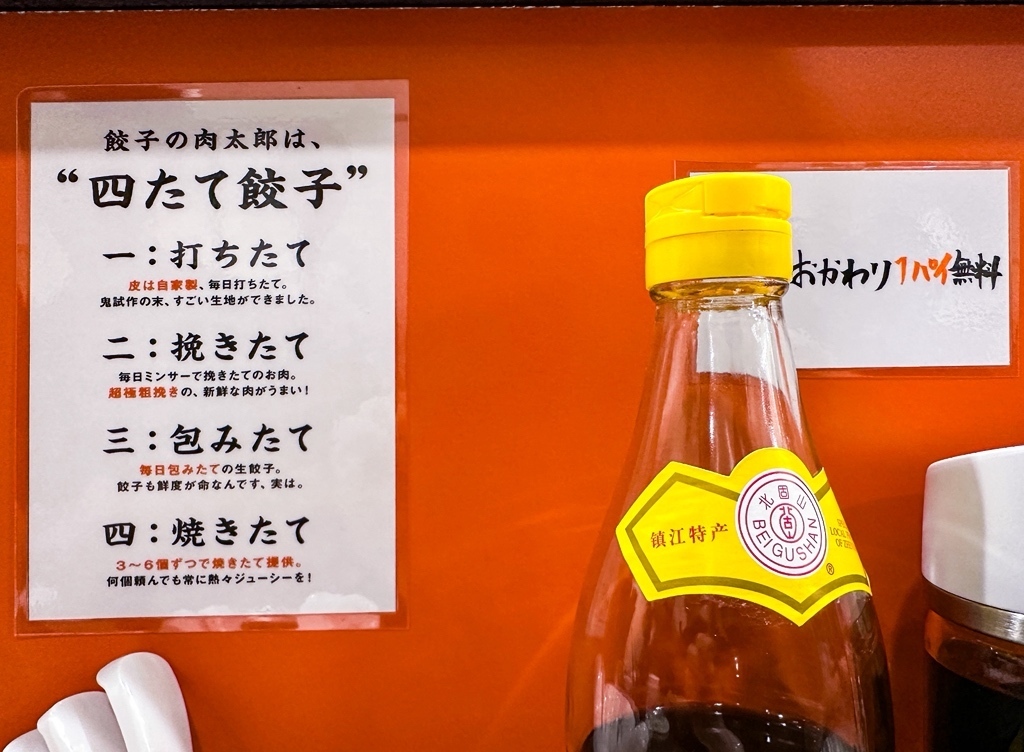 餃子の肉太郎は、
“四たて餃子”
一：打ちたて
皮は自家製、毎日打ちたて。
鬼試作の末、すごい生地ができました。
二：挽きたて
毎日ミンサーで挽きたてのお肉。
超極粗挽きの、新鮮な肉がうまい！
三：包みたて
毎日包みたての生餃子。
餃子も鮮度が命なんです、実は。
四：焼きたて
３〜６個ずつで焼きたて提供。
何個頼んでも常に熱々ジューシーを！
おかわり1パイ無料
镇江特产
北固山
BEIGUSHAN
®